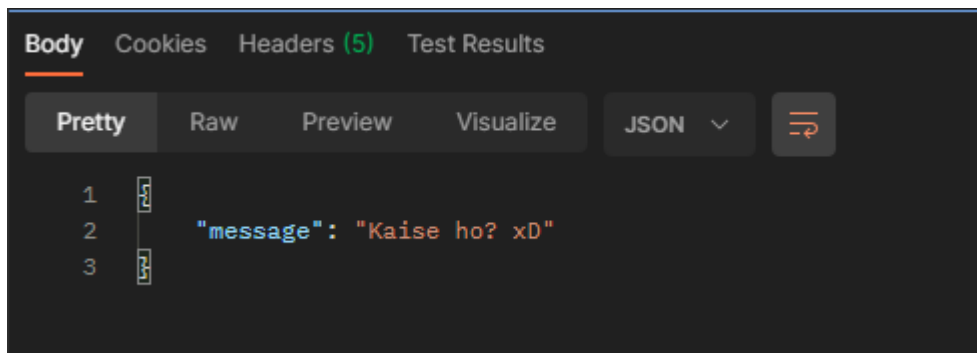 Body Cookies Headers (5) Test Results
Pretty Raw Preview Visualize JSON
1 {
2 "message": "Kaise ho? xD"
3 }